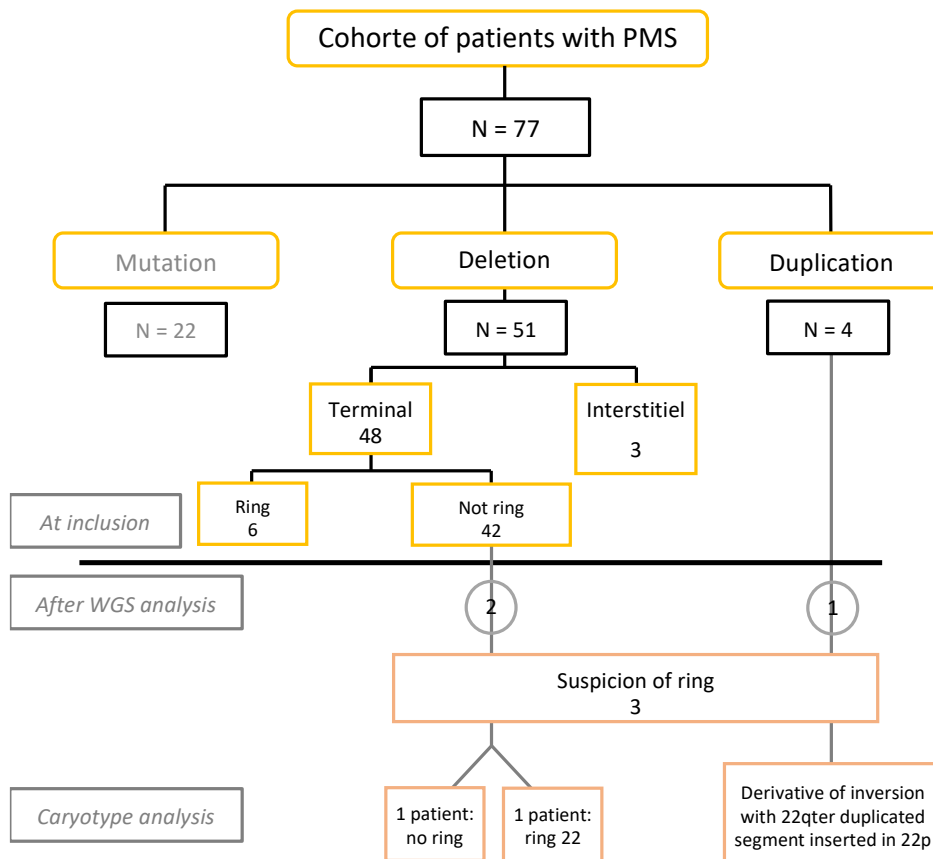 Cohorte of patients with PMS
N = 77
Mutation
Deletion
Duplication
N = 22
N = 51
N = 4
Terminal
48
Interstitiel
3
Ring
6
Not ring
42
At inclusion
After WGS analysis
2
1
Suspicion of ring
3
Caryotype analysis
1 patient:
no ring
1 patient:
ring 22
Derivative of inversion
with 22qter duplicated
segment inserted in 22p